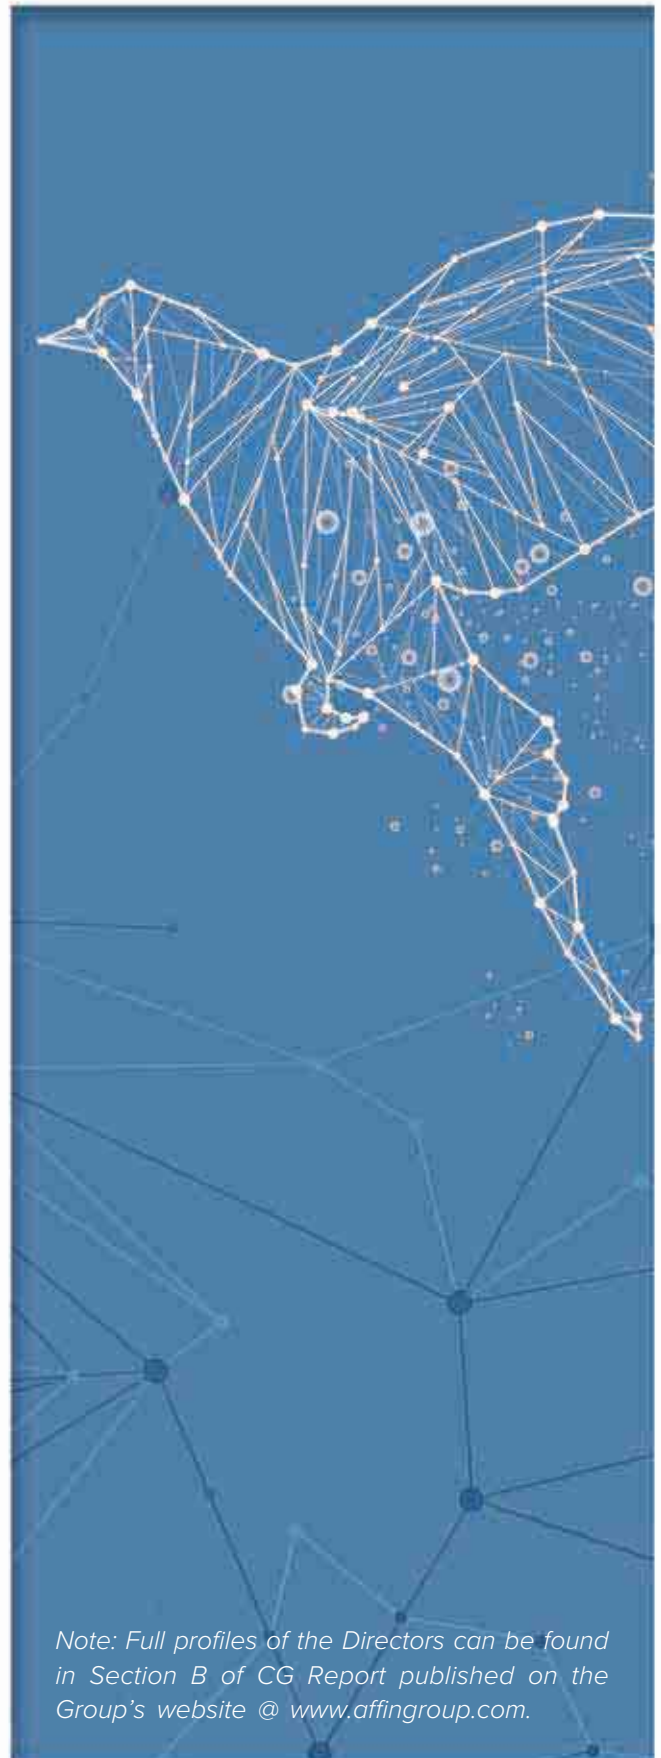 Note: Full profiles of the Directors can be found
in Section B of CG Report published on the
Group's website @ www.affingroup.com.